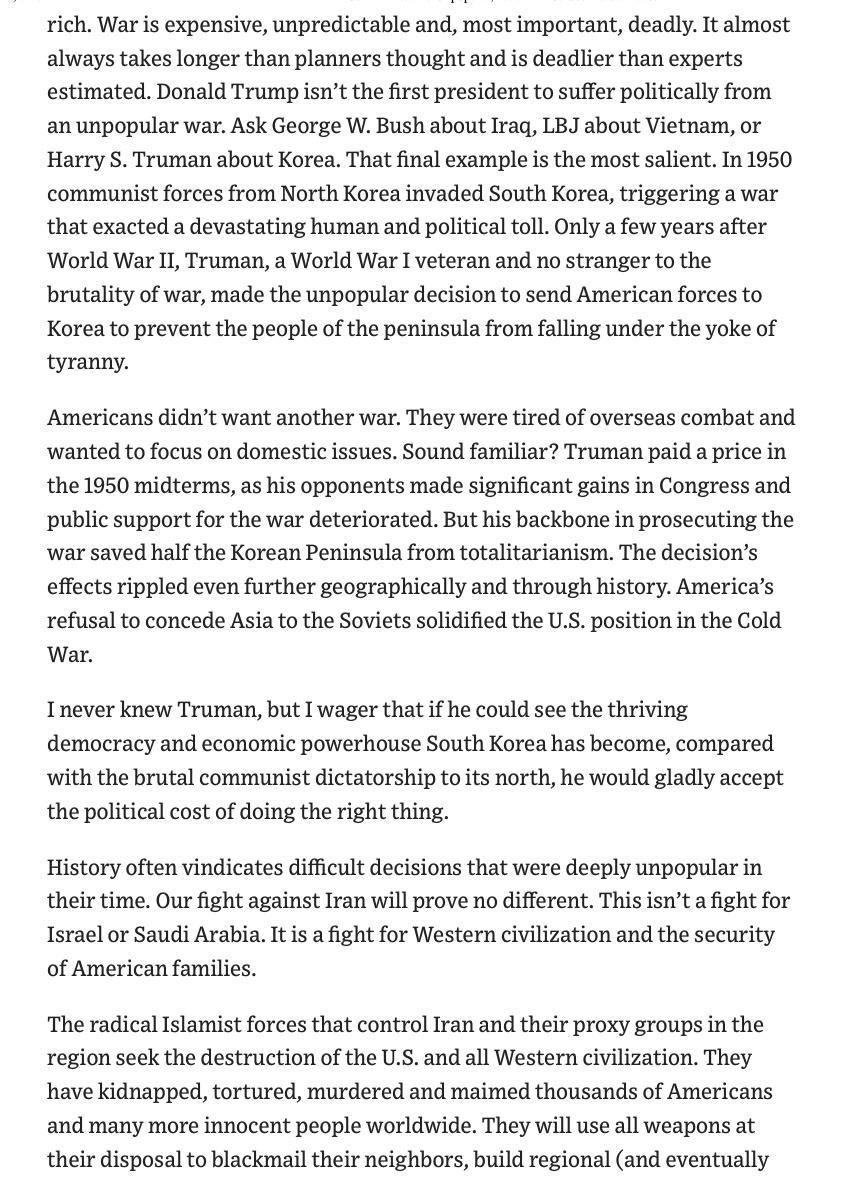 rich. War is expensive, unpredictable and, most important, deadly. It almost
always takes longer than planners thought and is deadlier than experts
estimated. Donald Trump isn’t the first president to suffer politically from
an unpopular war. Ask George W. Bush about Iraq, LBJ about Vietnam, or
Harry S. Truman about Korea. That final example is the most salient. In 1950
communist forces from North Korea invaded South Korea, triggering a war
that exacted a devastating human and political toll. Only a few years after
World War II, Truman, a World War I veteran and no stranger to the
brutality of war, made the unpopular decision to send American forces to
Korea to prevent the people of the peninsula from falling under the yoke of
tyranny.
Americans didn’t want another war. They were tired of overseas combat and
wanted to focus on domestic issues. Sound familiar? Truman paid a price in
the 1950 midterms, as his opponents made significant gains in Congress and
public support for the war deteriorated. But his backbone in prosecuting the
war saved half the Korean Peninsula from totalitarianism. The decision’s
effects rippled even further geographically and through history. America’s
refusal to concede Asia to the Soviets solidified the U.S. position in the Cold
War.
I never knew Truman, but I wager that if he could see the thriving
democracy and economic powerhouse South Korea has become, compared
with the brutal communist dictatorship to its north, he would gladly accept
the political cost of doing the right thing.
History often vindicates difficult decisions that were deeply unpopular in
their time. Our fight against Iran will prove no different. This isn’t a fight for
Israel or Saudi Arabia. It is a fight for Western civilization and the security
of American families.
The radical Islamist forces that control Iran and their proxy groups in the
region seek the destruction of the U.S. and all Western civilization. They
have kidnapped, tortured, murdered and maimed thousands of Americans
and many more innocent people worldwide. They will use all weapons at
their disposal to blackmail their neighbors, build regional (and eventually